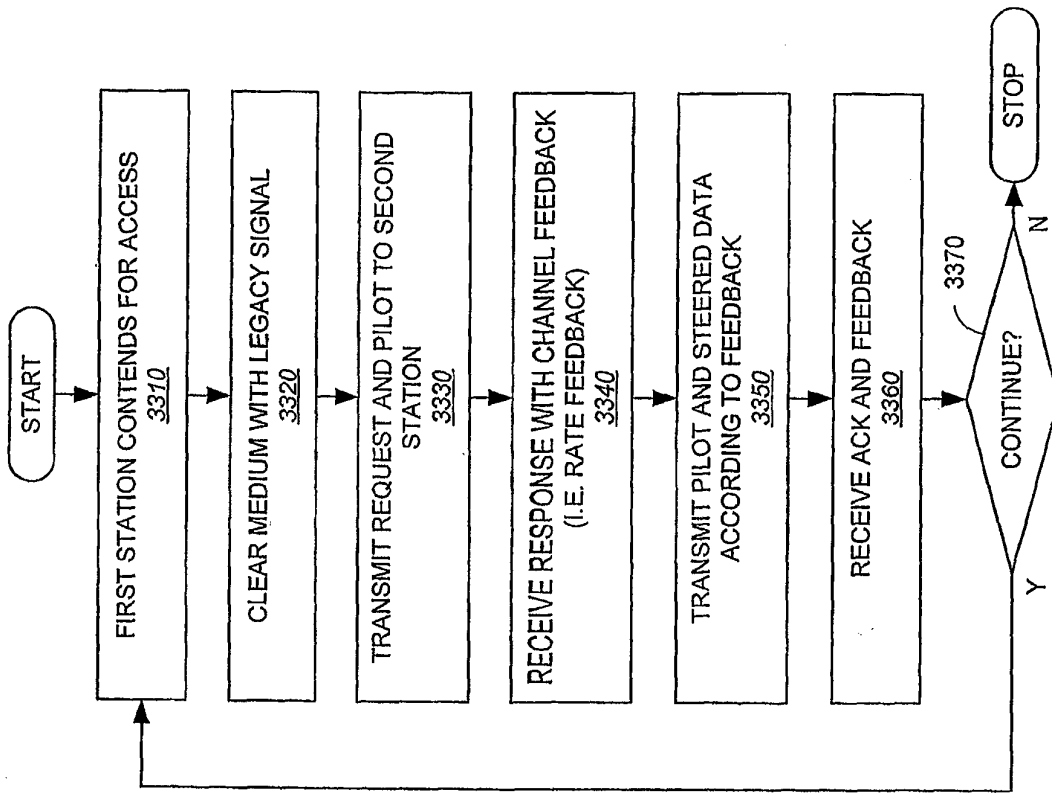 START
FIRST STATION CONTENDS FOR ACCESS
3310
CLEAR MEDIUM WITH LEGACY SIGNAL
3320
TRANSMIT REQUEST AND PILOT TO SECOND
STATION
3330
RECEIVE RESPONSE WITH CHANNEL FEEDBACK
(I.E. RATE FEEDBACK)
3340
TRANSMIT PILOT AND STEERED DATA
ACCORDING TO FEEDBACK
3350
RECEIVE ACK AND FEEDBACK
3360
3370
CONTINUE?
Y
N
STOP